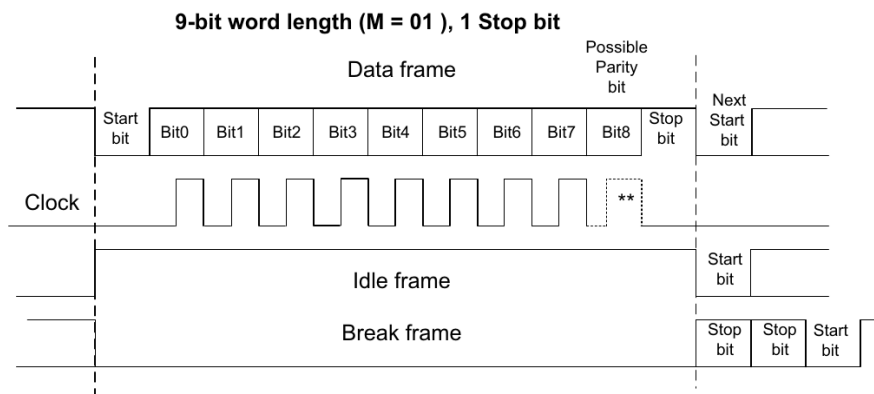 9-bit word length (M = 01 ), 1 Stop bit
Possible
Parity
bit
Data frame
Next
Start
bit
Start
bit
Bit0
Bit1
Bit2
Bit3
Bit4
Bit5
Bit6
Bit7
Bit8
Stop
bit
Clock
**
Idle frame
Start
bit
Break frame
Stop
bit
Stop
bit
Start
bit